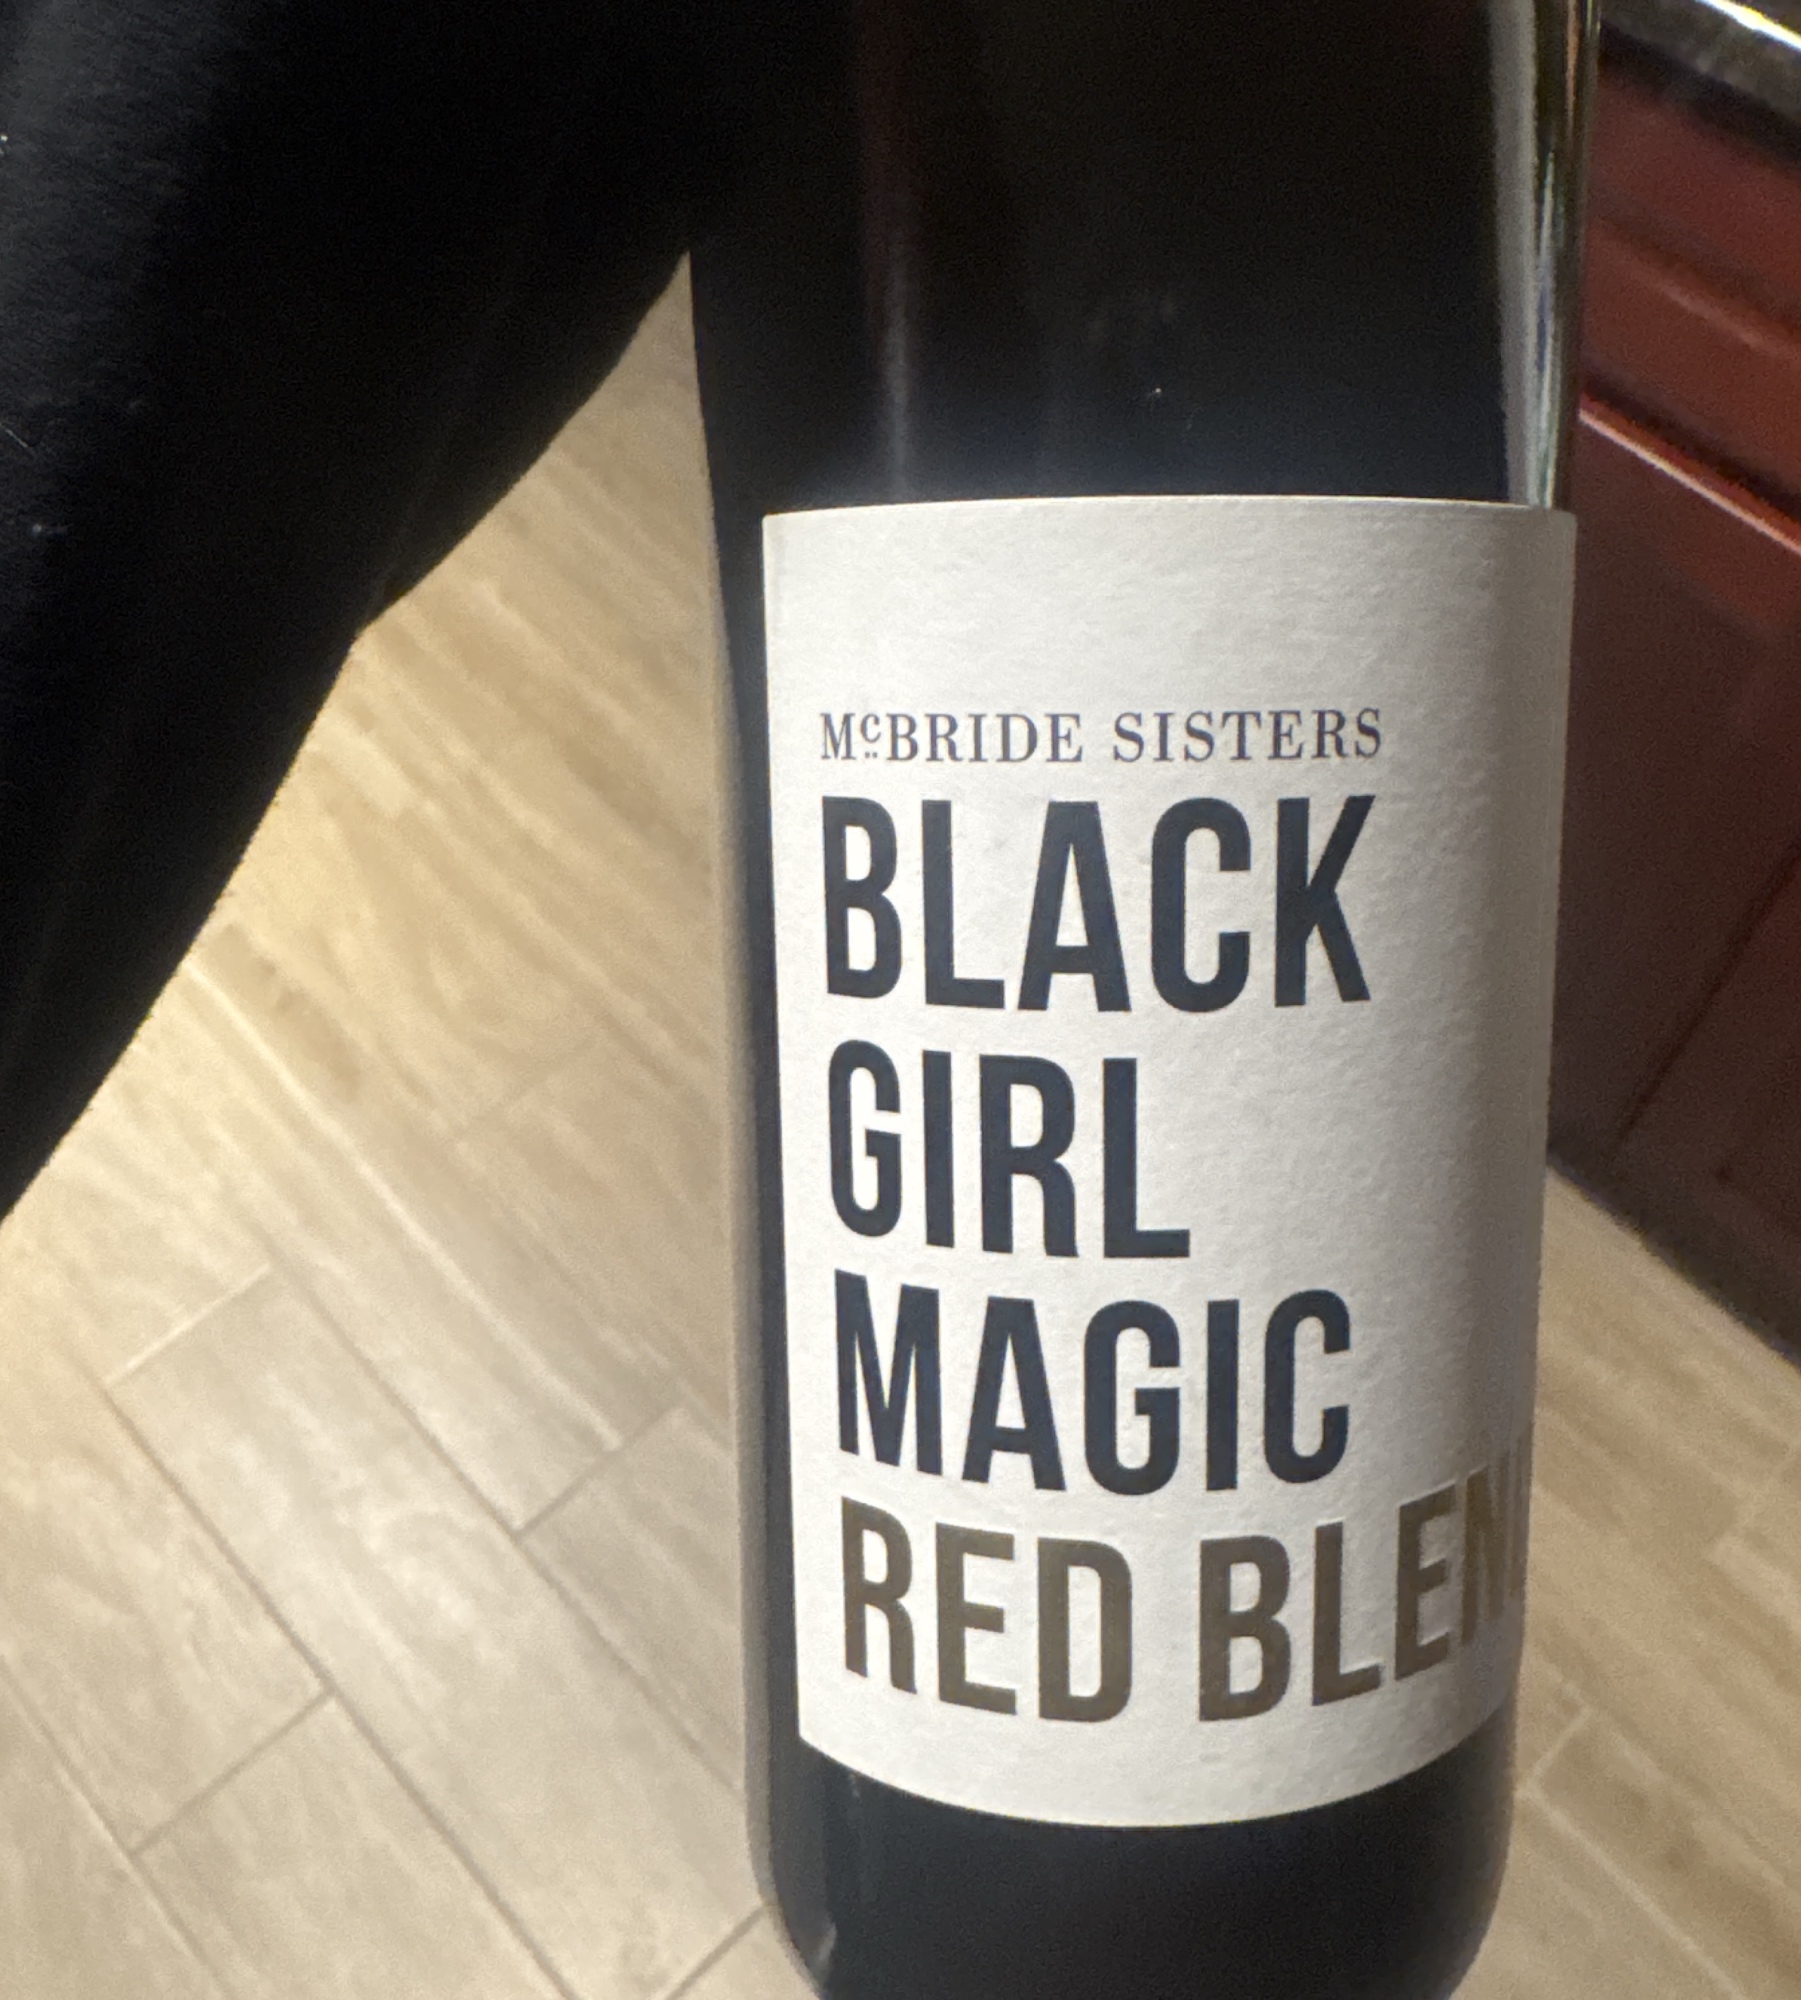 McBRIDE SISTERS
BLACK
GIRL
MAGIC
RED BLEN